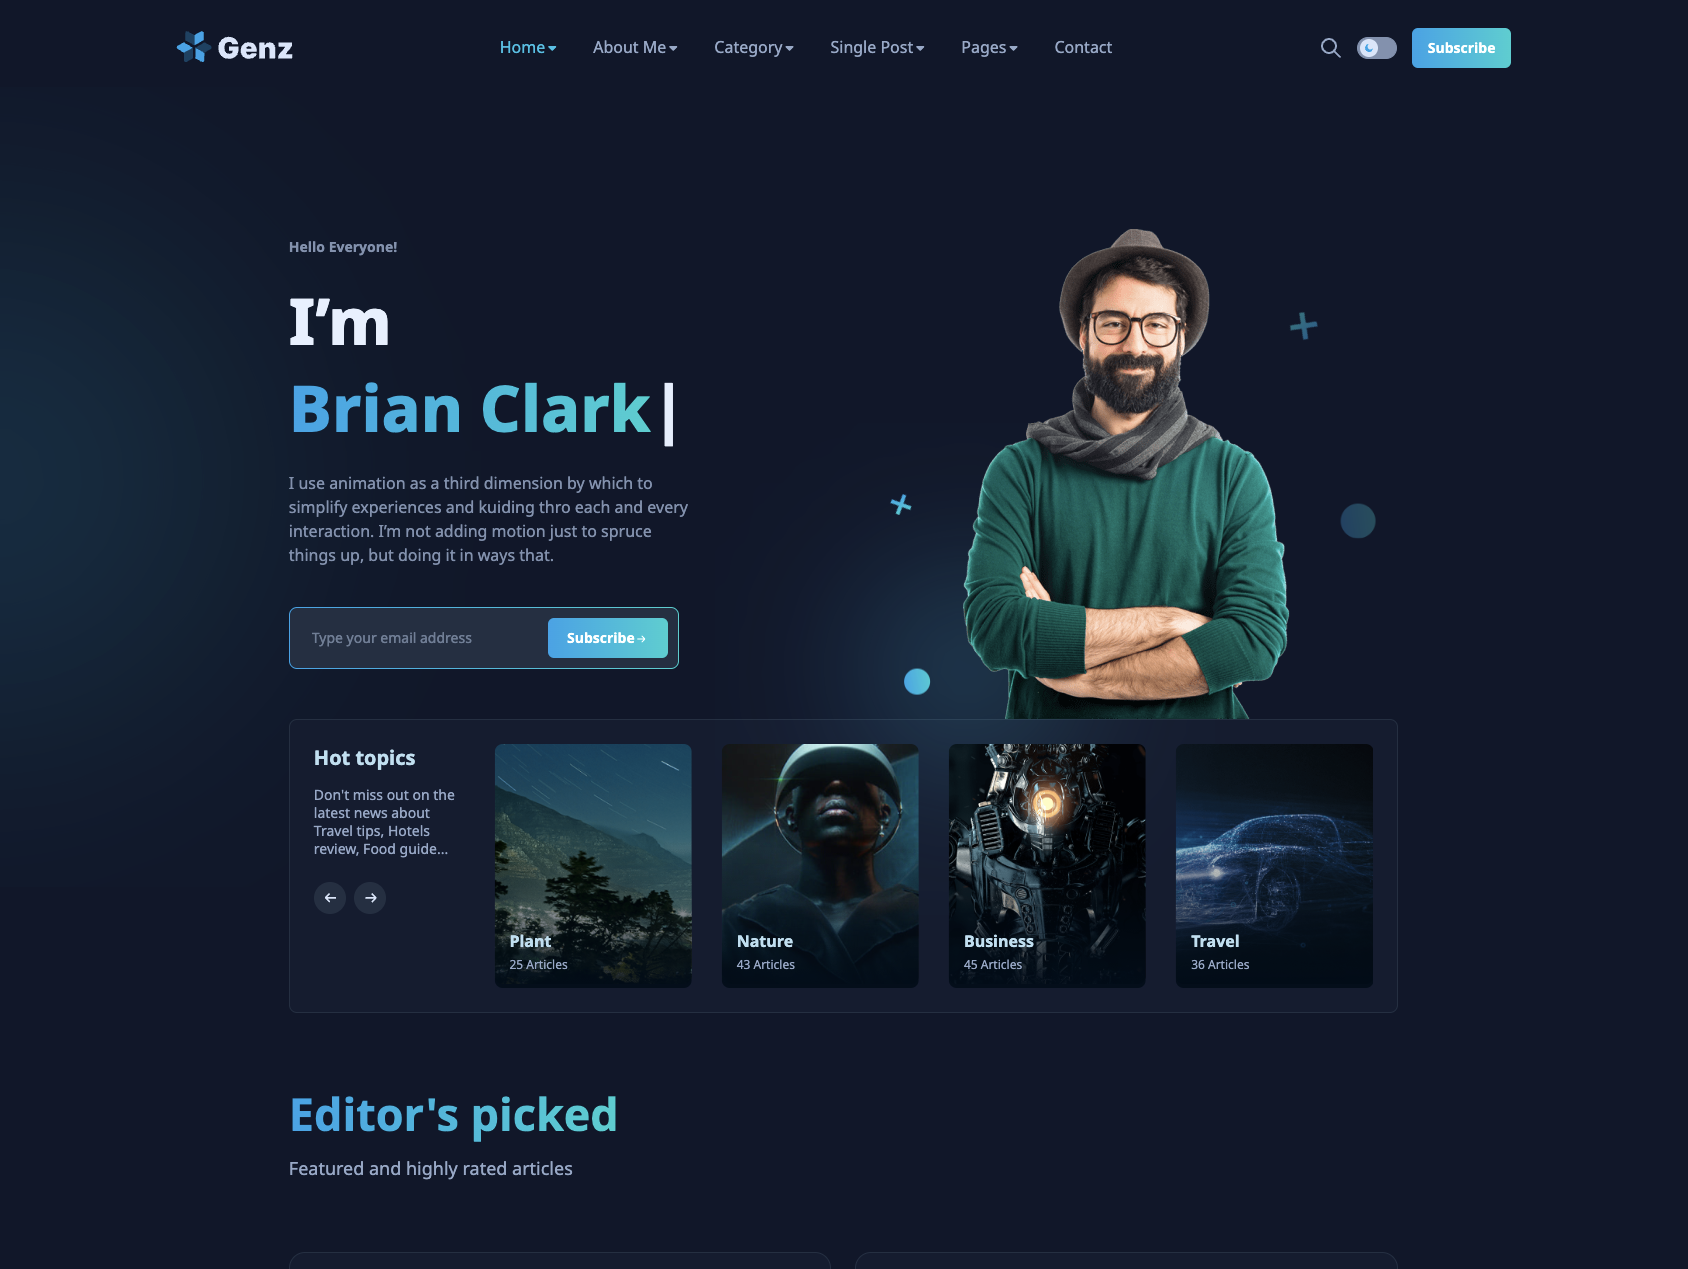 Genz
Home
About Me
Category
Single Post
Pages
Contact
Subscribe
Hello Everyone!
I’m
Brian Clark|
I use animation as a third dimension by which to
simplify experiences and kuiding thro each and every
interaction. I’m not adding motion just to spruce
things up, but doing it in ways that.
Type your email address
Subscribe
Hot topics
Don't miss out on the
latest news about
Travel tips, Hotels
review, Food guide...
Plant
25 Articles
Nature
43 Articles
Business
45 Articles
Travel
36 Articles
Editor's picked
Featured and highly rated articles